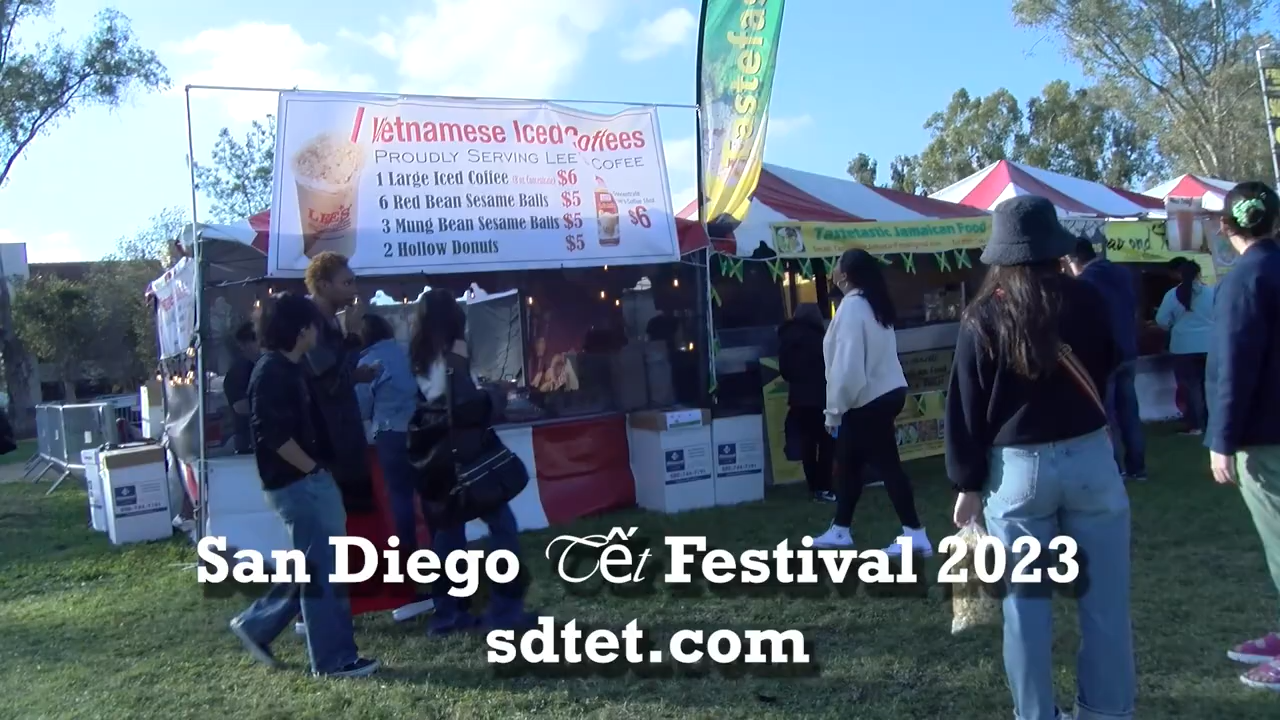 Tastefas
Vietnamese Iced Coffees
PROUDLY SERVING LEE'S COFEE
1 Large Iced Coffee $6
6 Red Bean Sesame Balls $5
3 Mung Bean Sesame Balls $5
2 Hollow Donuts $5
$6
LEE'S
Tastetastic Jamaican Food
San Diego Tết Festival 2023
sdtet.com